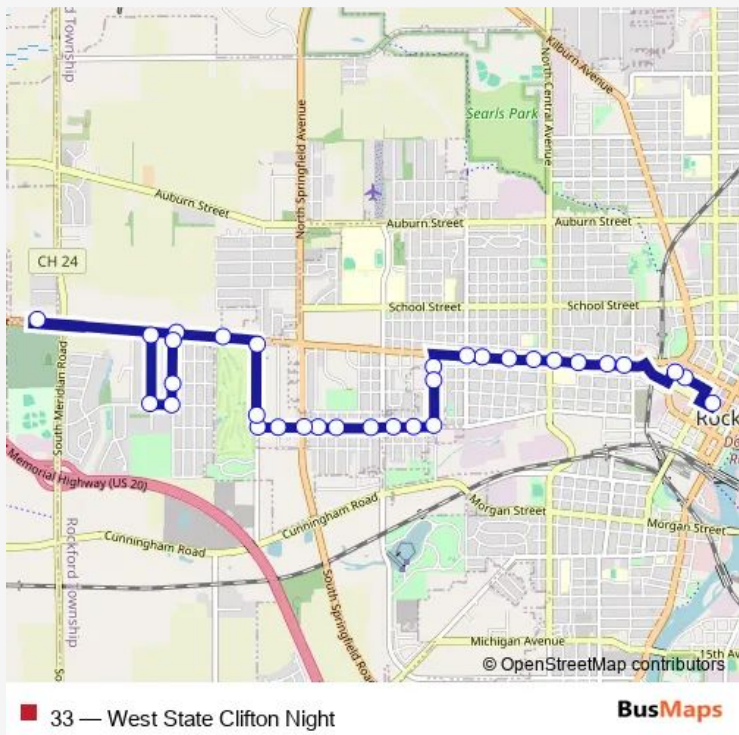 d Township
North Springfield Avenue
North Central Avenue
Kilburn Avenue
Searls Park
Auburn Street
Auburn Street
Auburn Street
CH 24
School Street
School Street
South Meridian Road
Rock
Memorial Highway (US 20)
Cunningham Road
Cunningham Road
Morgan Street
Morgan Street
Rockford Township
South Springfield Road
Michigan Avenue
15th Av
So
© OpenStreetMap contributors
33 — West State Clifton Night
BusMaps